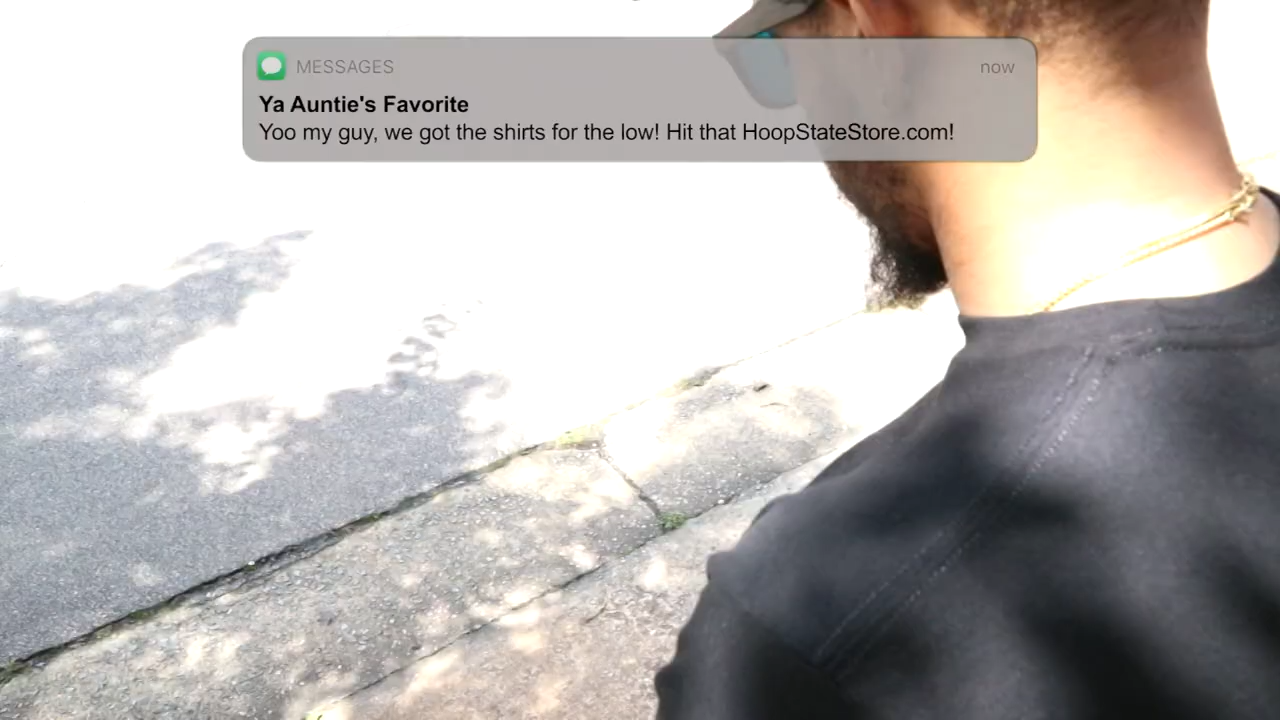 MESSAGES
now
Ya Auntie's Favorite
Yoo my guy, we got the shirts for the low! Hit that HoopStateStore.com!